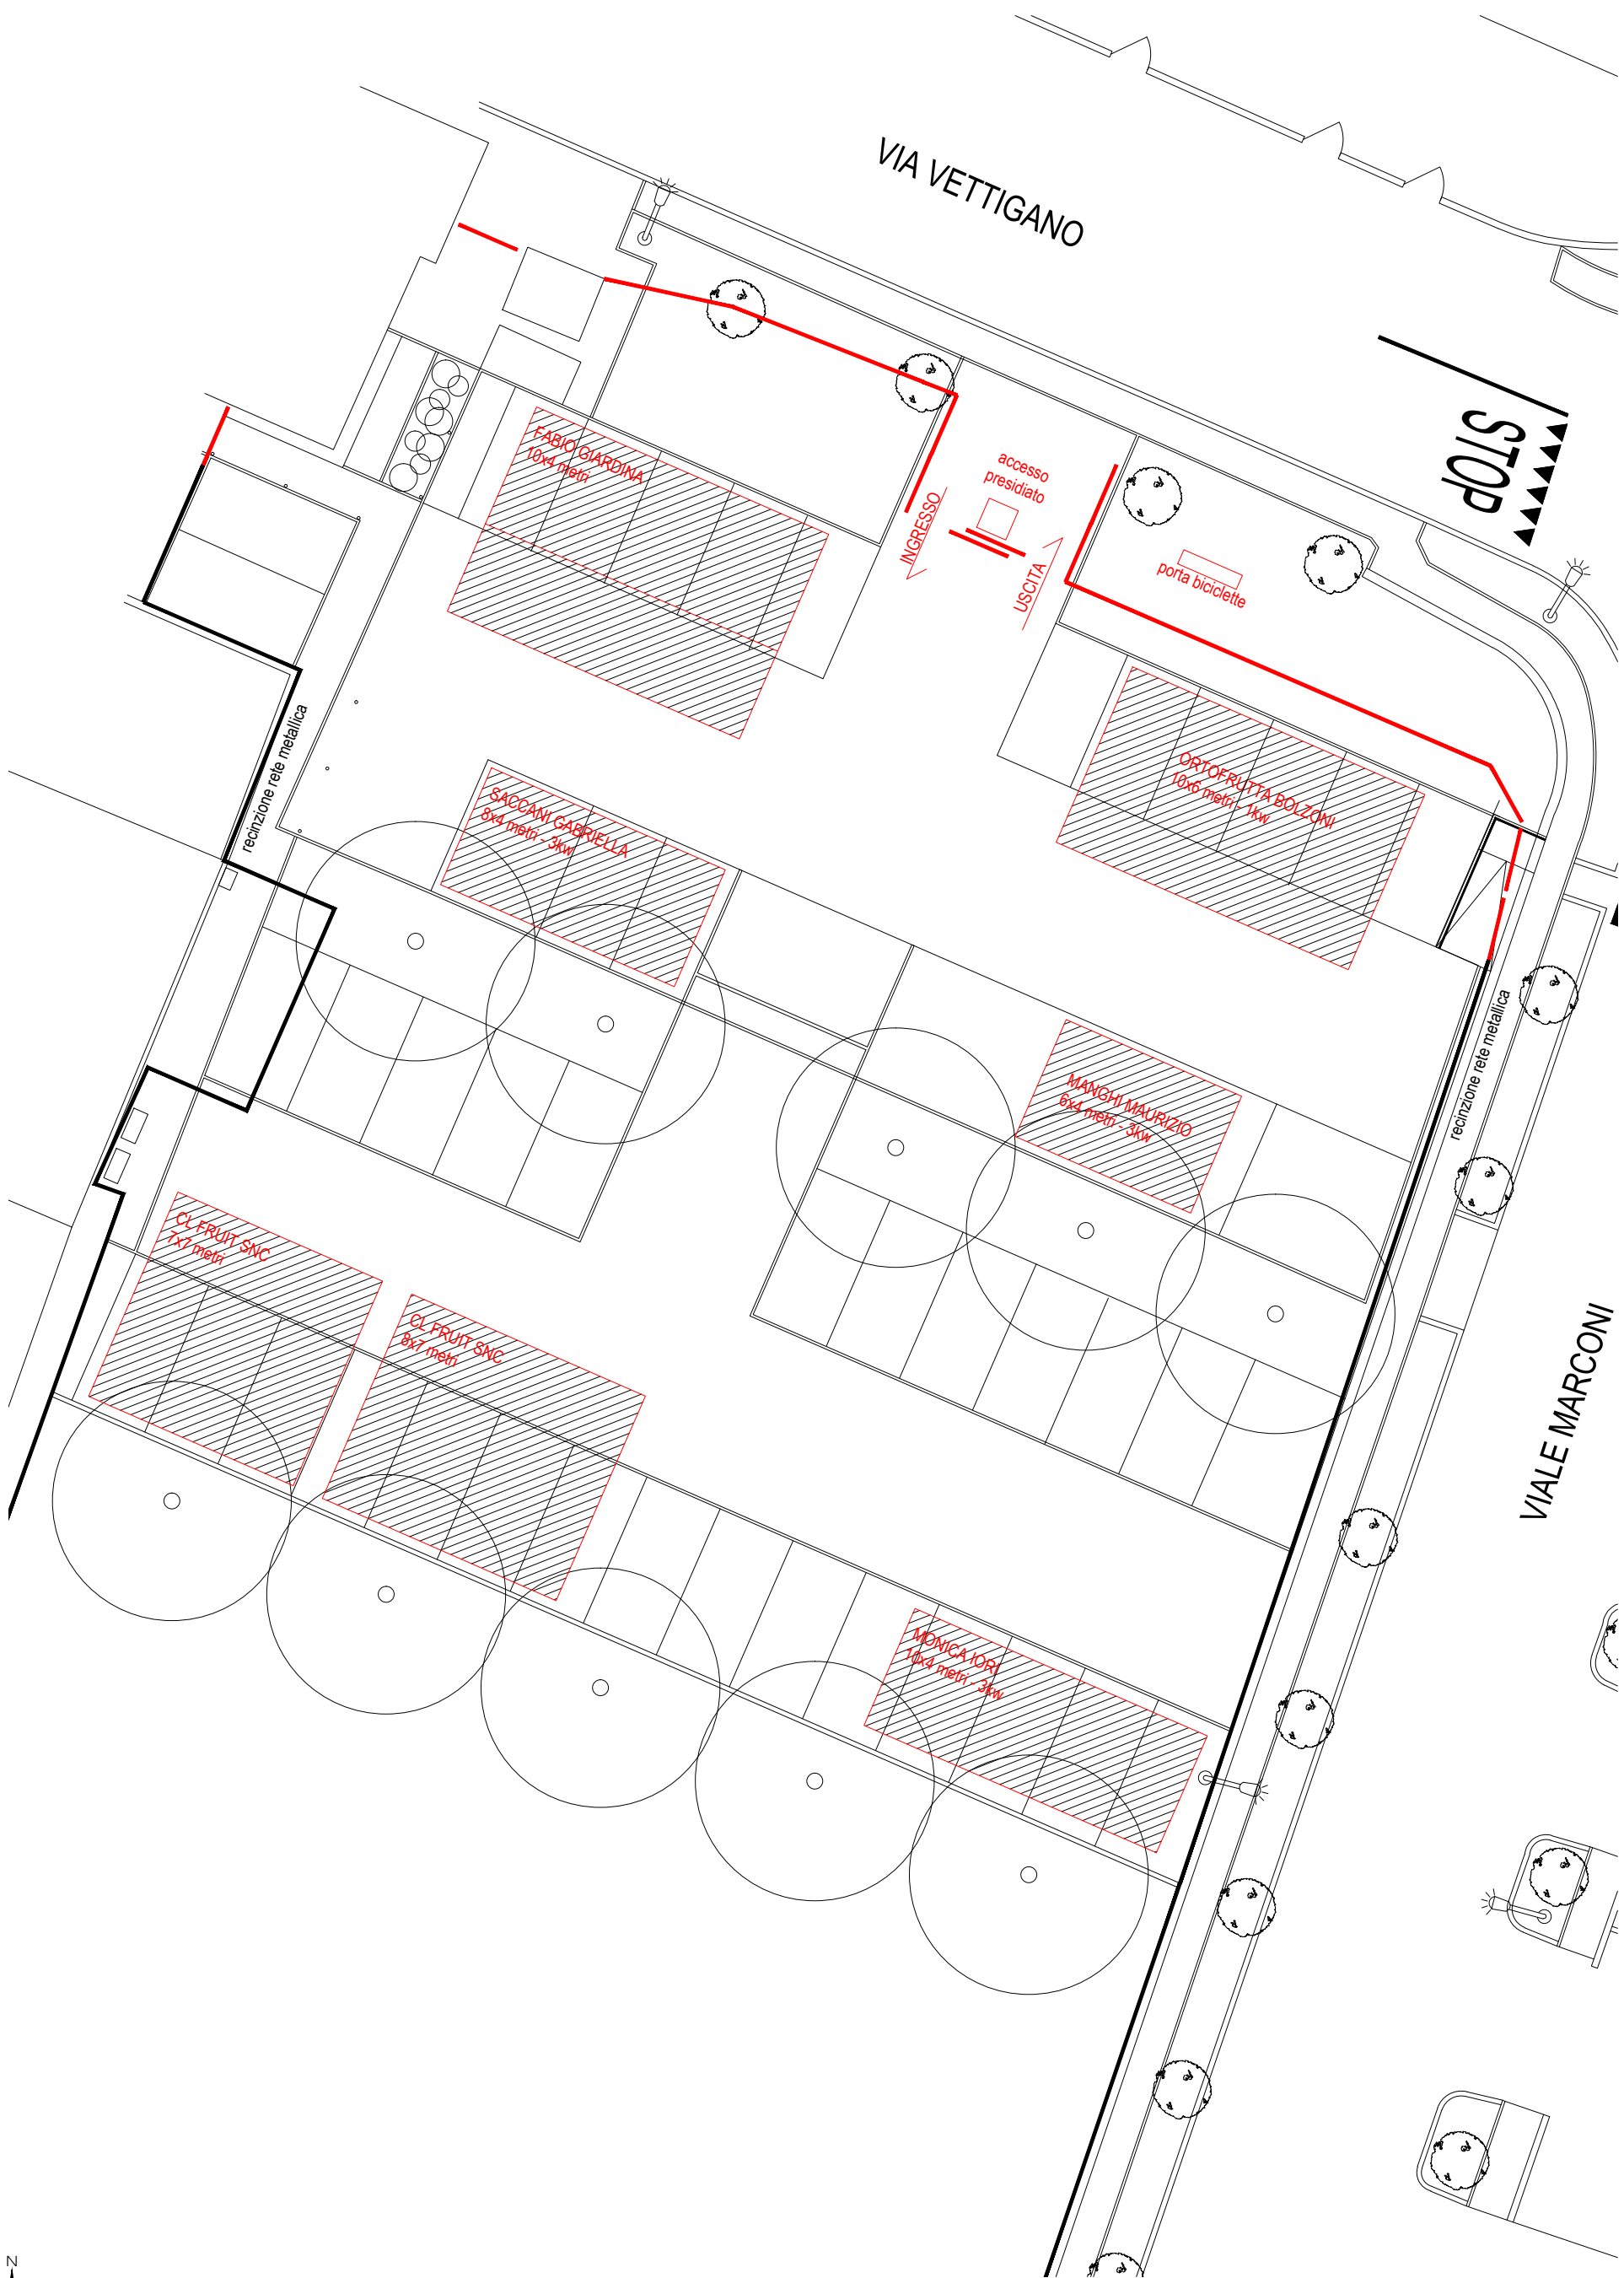 VIA VETTIGANO
STOP
FABIO GIARDINA
10x4 metri
accesso
presidiato
INGRESSO
USCITA
porta biciclette
recinzione rete metallica
SACCANI GABRIELLA
8x4 metri - 3kw
ORTOFRUTTA BOLZONI
10x6 metri - 1kw
MANGHI MAURIZIO
6x4 metri - 3kw
recinzione rete metallica
CL FRUIT SNC
7x7 metri
CL FRUIT SNC
8x7 metri
VIALE MARCONI
MONICA IORI
10x4 metri - 3kw
N